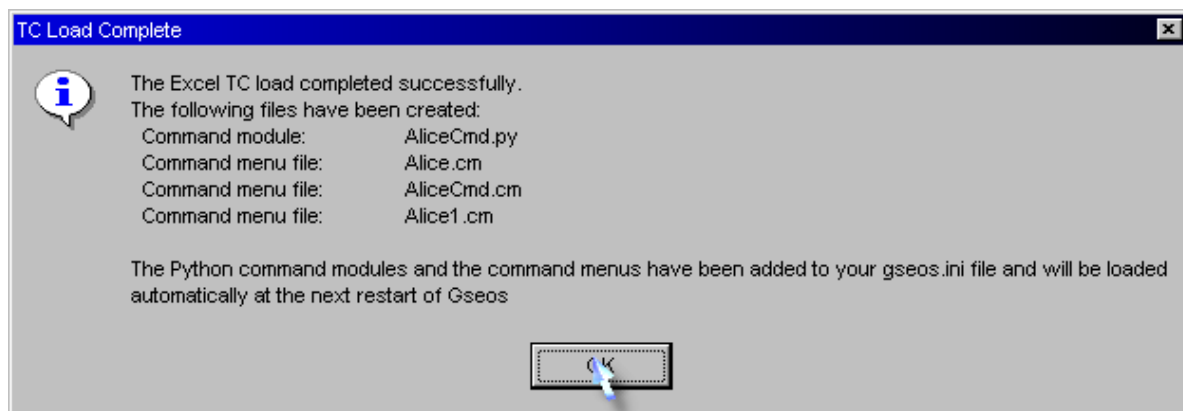 TC Load Complete
The Excel TC load completed successfully.
The following files have been created:
Command module: AliceCmd.py
Command menu file: Alice.cm
Command menu file: AliceCmd.cm
Command menu file: Alice1.cm
The Python command modules and the command menus have been added to your gseos.ini file and will be loaded
automatically at the next restart of Gseos
OK